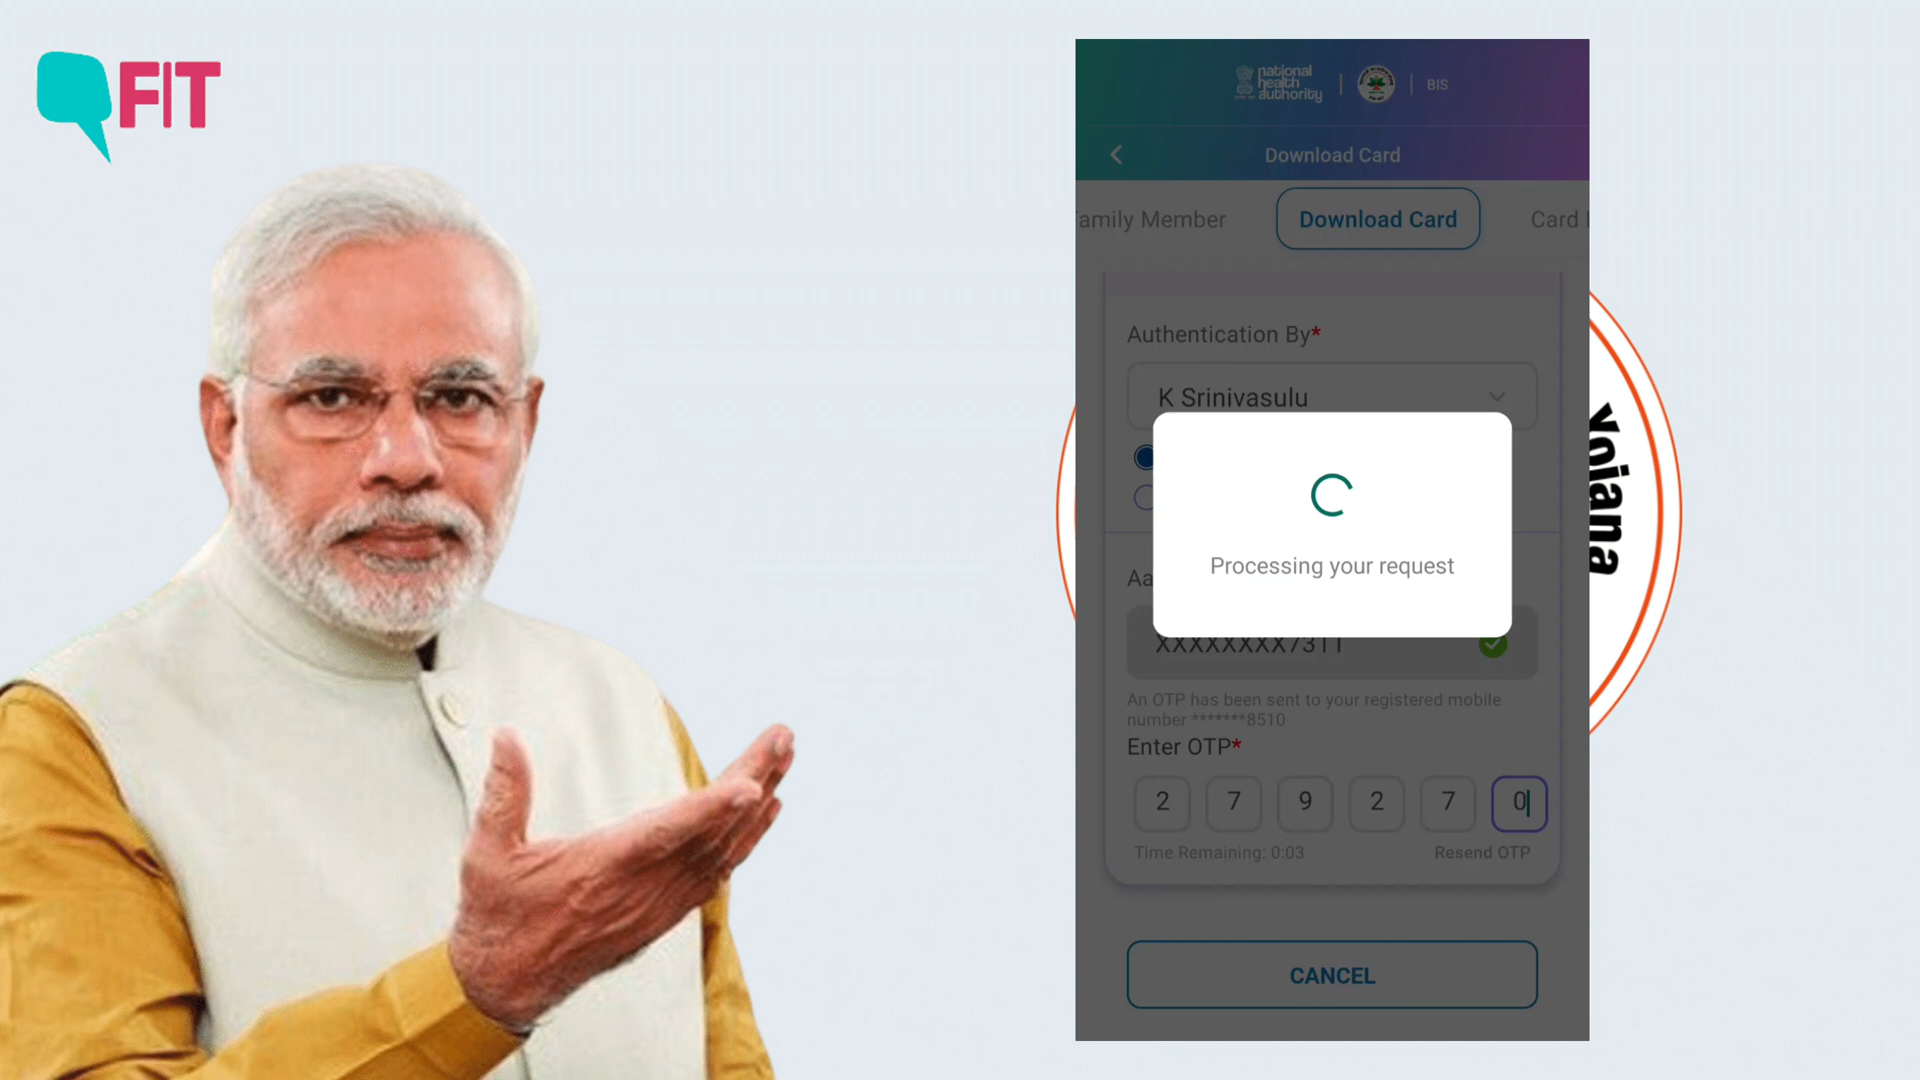 FIT
national
health
authority
BIS
Download Card
amily Member
Download Card
Card
Authentication By*
K Srinivasulu
Processing your request
Aa
XXXXXXXX7311
An OTP has been sent to your registered mobile
number *******8510
Enter OTP*
2 7 9 2 7 0
Time Remaining: 0:03
Resend OTP
CANCEL
Yojana